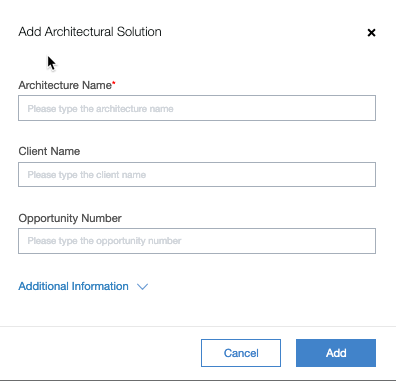 Add Architectural Solution
Architecture Name*
Please type the architecture name
Client Name
Please type the client name
Opportunity Number
Please type the opportunity number
Additional Information
Cancel
Add